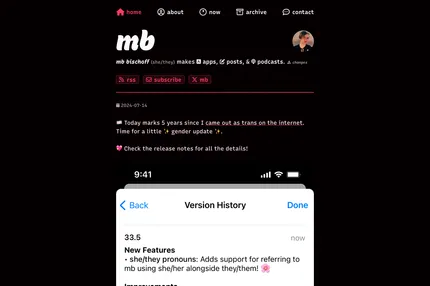 home about now archive contact
mb
mb bischoff (she/they) makes apps, posts, & podcasts. changes
rss subscribe mb
2024-07-14
Today marks 5 years since I came out as trans on the internet.
Time for a little ✨ gender update ✨.
💖 Check the release notes for all the details!
9:41
Back Version History Done
33.5 now
New Features
• she/they pronouns: Adds support for referring to
mb using she/her alongside they/them! 🌸
Improvements